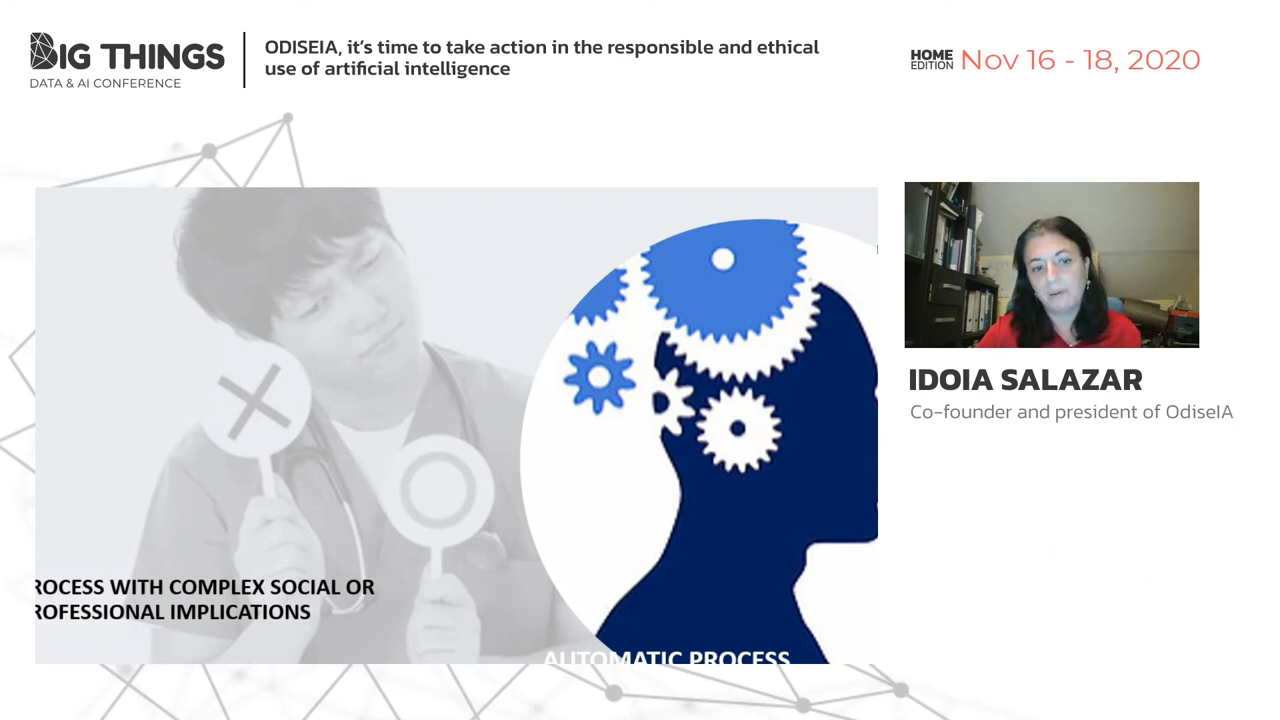 BIG THINGS
DATA & AI CONFERENCE
ODISEIA, it's time to take action in the responsible and ethical
use of artificial intelligence
HOME
EDITION
Nov 16 - 18, 2020
IDOIA SALAZAR
Co-founder and president of OdiseIA
ROCESS WITH COMPLEX SOCIAL OR
ROFESSIONAL IMPLICATIONS
AUTOMATIC PROCESS